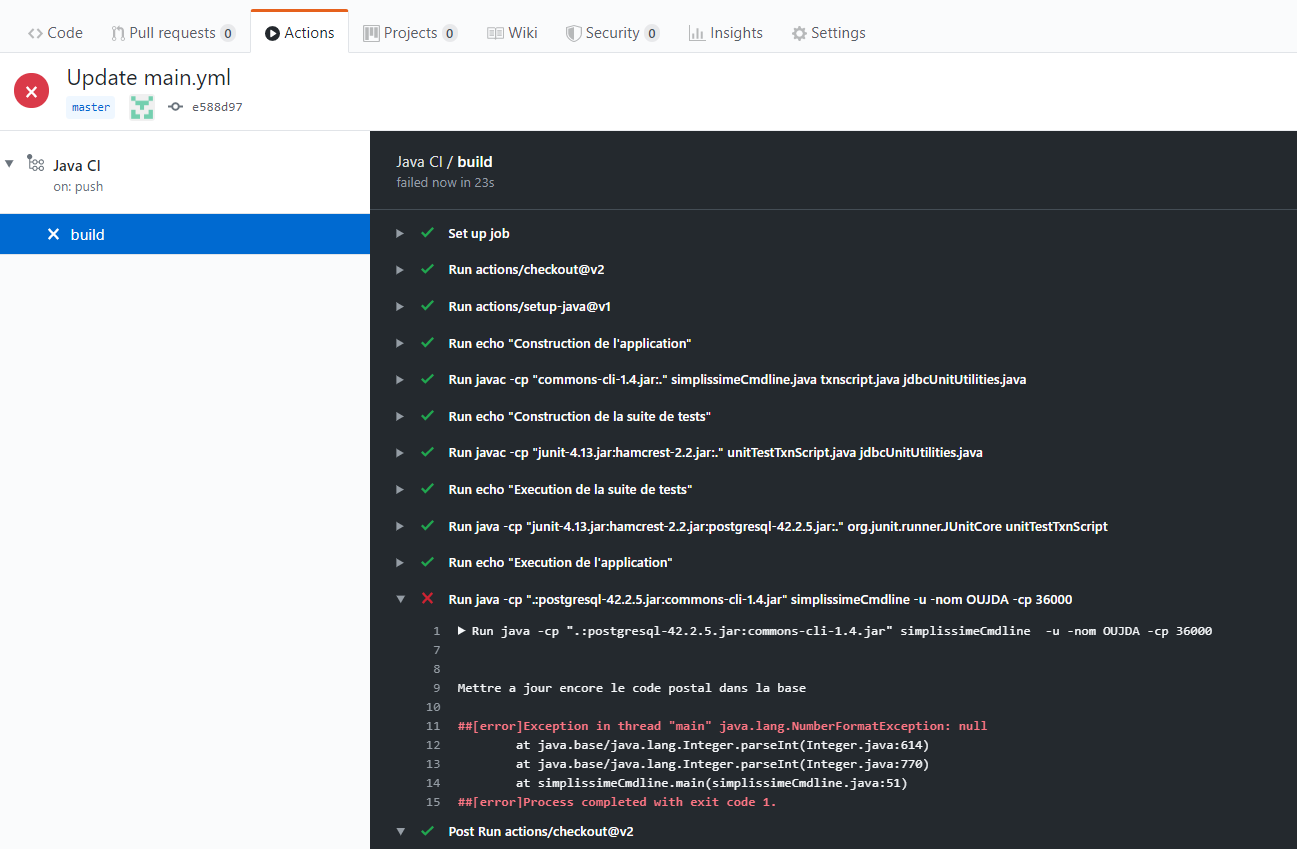 Code Pull requests 0 Actions Projects 0 Wiki Security 0 Insights Settings
Update main.yml
master e588d97
Java CI
on: push
build
Java CI / build
failed now in 23s
Set up job
Run actions/checkout@v2
Run actions/setup-java@v1
Run echo "Construction de l'application"
Run javac -cp "commons-cli-1.4.jar:." simplissimeCmdline.java txnscript.java jdbcUnitUtilities.java
Run echo "Construction de la suite de tests"
Run javac -cp "junit-4.13.jar:hamcrest-2.2.jar:." unitTestTxnScript.java jdbcUnitUtilities.java
Run echo "Execution de la suite de tests"
Run java -cp "junit-4.13.jar:hamcrest-2.2.jar:postgresql-42.2.5.jar:." org.junit.runner.JUnitCore unitTestTxnScript
Run echo "Execution de l'application"
Run java -cp ".:postgresql-42.2.5.jar:commons-cli-1.4.jar" simplissimeCmdline -u -nom OUJDA -cp 36000
1 Run java -cp ".:postgresql-42.2.5.jar:commons-cli-1.4.jar" simplissimeCmdline  -u -nom OUJDA -cp 36000
7
8
9 Mettre a jour encore le code postal dans la base
10
11 ##[error]Exception in thread "main" java.lang.NumberFormatException: null
12 at java.base/java.lang.Integer.parseInt(Integer.java:614)
13 at java.base/java.lang.Integer.parseInt(Integer.java:770)
14 at simplissimeCmdline.main(simplissimeCmdline.java:51)
15 ##[error]Process completed with exit code 1.
Post Run actions/checkout@v2